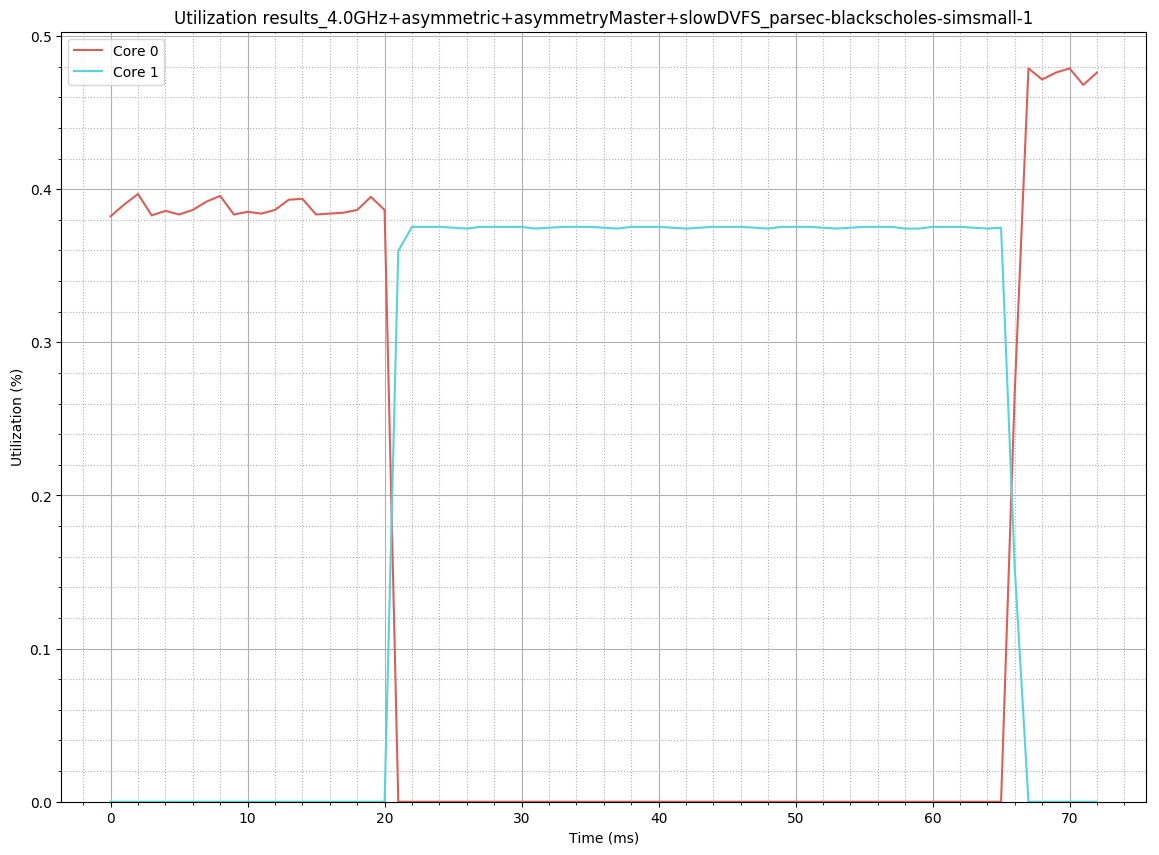 Utilization results_4.0GHz+asymmetric+asymmetryMaster+slowDVFS_parsec-blackscholes-simsmall-1
Core 0
Core 1
Utilization (%)
0.5
0.4
0.3
0.2
0.1
0.0
0 10 20 30 40 50 60 70
Time (ms)